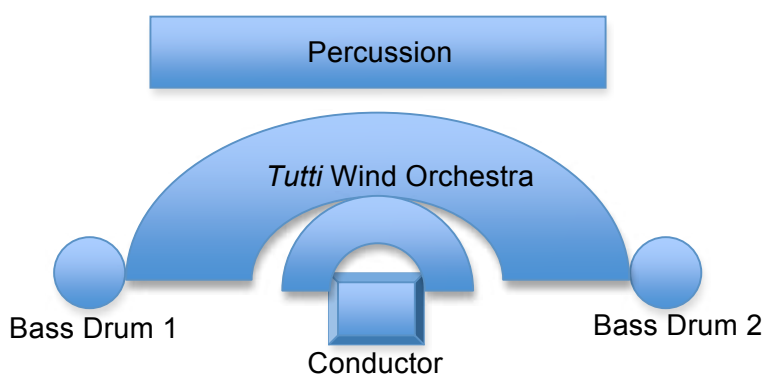 Percussion
Tutti Wind Orchestra
Bass Drum 1
Bass Drum 2
Conductor